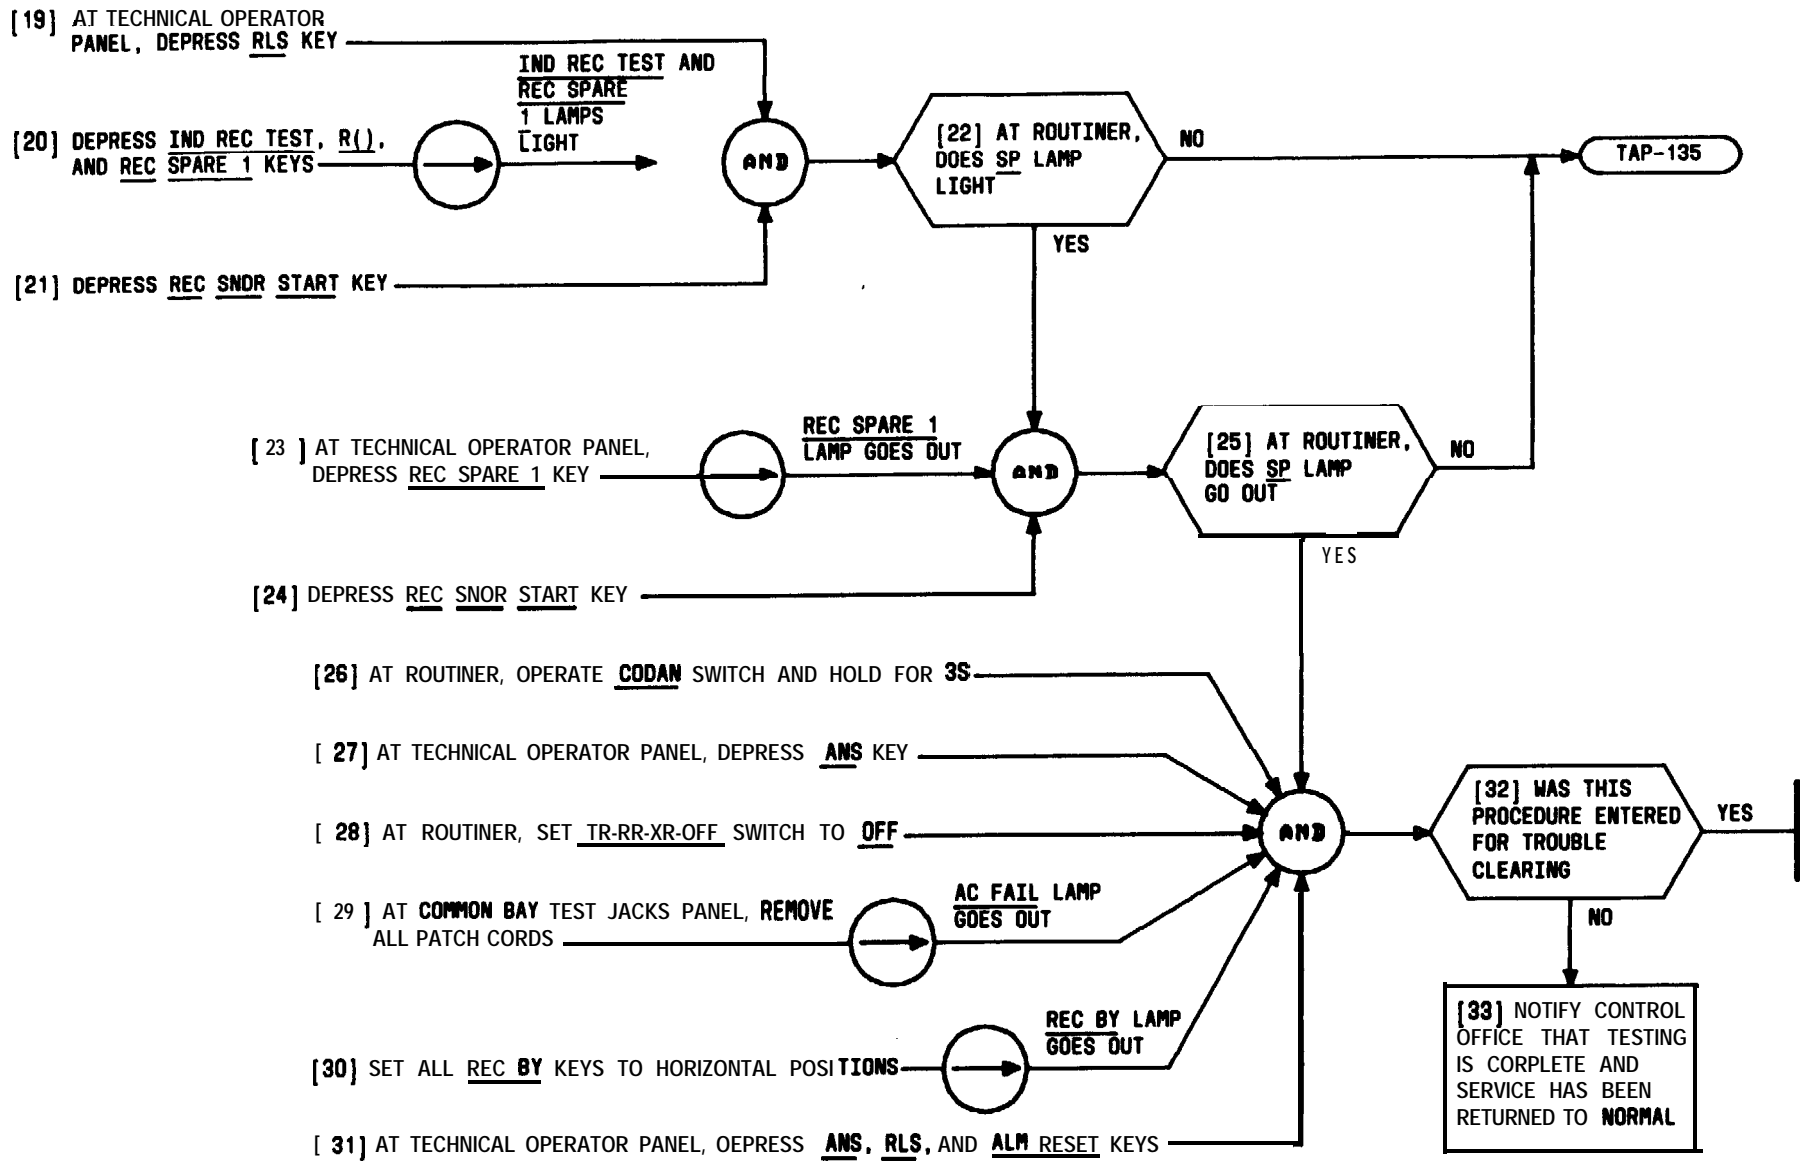 [19] AT TECHNICAL OPERATOR
PANEL, DEPRESS RLS KEY
IND REC TEST AND
REC SPARE
1 LAMPS
LIGHT
[20] DEPRESS IND REC TEST, R(),
AND REC SPARE 1 KEYS
AND
[22] AT ROUTINER,
DOES SP LAMP
LIGHT
NO
TAP-135
YES
[21] DEPRESS REC SNDR START KEY
[ 23 ] AT TECHNICAL OPERATOR PANEL,
DEPRESS REC SPARE 1 KEY
REC SPARE 1
LAMP GOES OUT
AND
[25] AT ROUTINER,
DOES SP LAMP
GO OUT
NO
YES
[24] DEPRESS REC SNOR START KEY
[26] AT ROUTINER, OPERATE CODAN SWITCH AND HOLD FOR 3S
[ 27] AT TECHNICAL OPERATOR PANEL, DEPRESS ANS KEY
[ 28] AT ROUTINER, SET TR-RR-XR-OFF SWITCH TO OFF
AND
[32] WAS THIS
PROCEDURE ENTERED
FOR TROUBLE
CLEARING
YES
NO
[ 29 ] AT COMMON BAY TEST JACKS PANEL, REMOVE
ALL PATCH CORDS
AC FAIL LAMP
GOES OUT
[30] SET ALL REC BY KEYS TO HORIZONTAL POSITIONS
REC BY LAMP
GOES OUT
[33] NOTIFY CONTROL
OFFICE THAT TESTING
IS CORPLETE AND
SERVICE HAS BEEN
RETURNED TO NORMAL
[ 31] AT TECHNICAL OPERATOR PANEL, OEPRESS ANS, RLS, AND ALM RESET KEYS